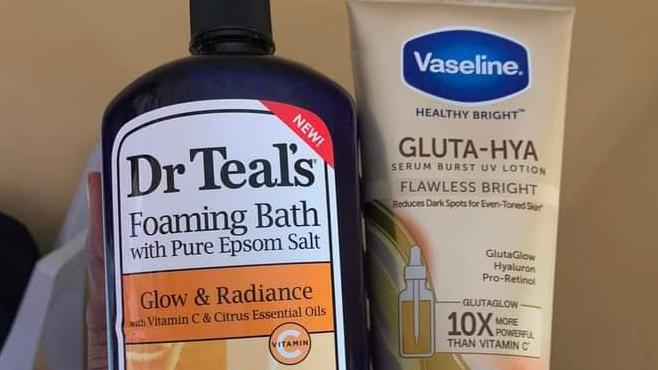 NEW!
Dr Teal's
Foaming Bath
with Pure Epsom Salt
Glow & Radiance
with Vitamin C & Citrus Essential Oils
VITAMIN
C
Vaseline
HEALTHY BRIGHT™
GLUTA-HYA
SERUM BURST UV LOTION
FLAWLESS BRIGHT
Reduces Dark Spots for Even-Toned Skin*
GlutaGlow
Hyaluron
Pro-Retinol
GLUTAGLOW
10X MORE POWERFUL
THAN VITAMIN C*